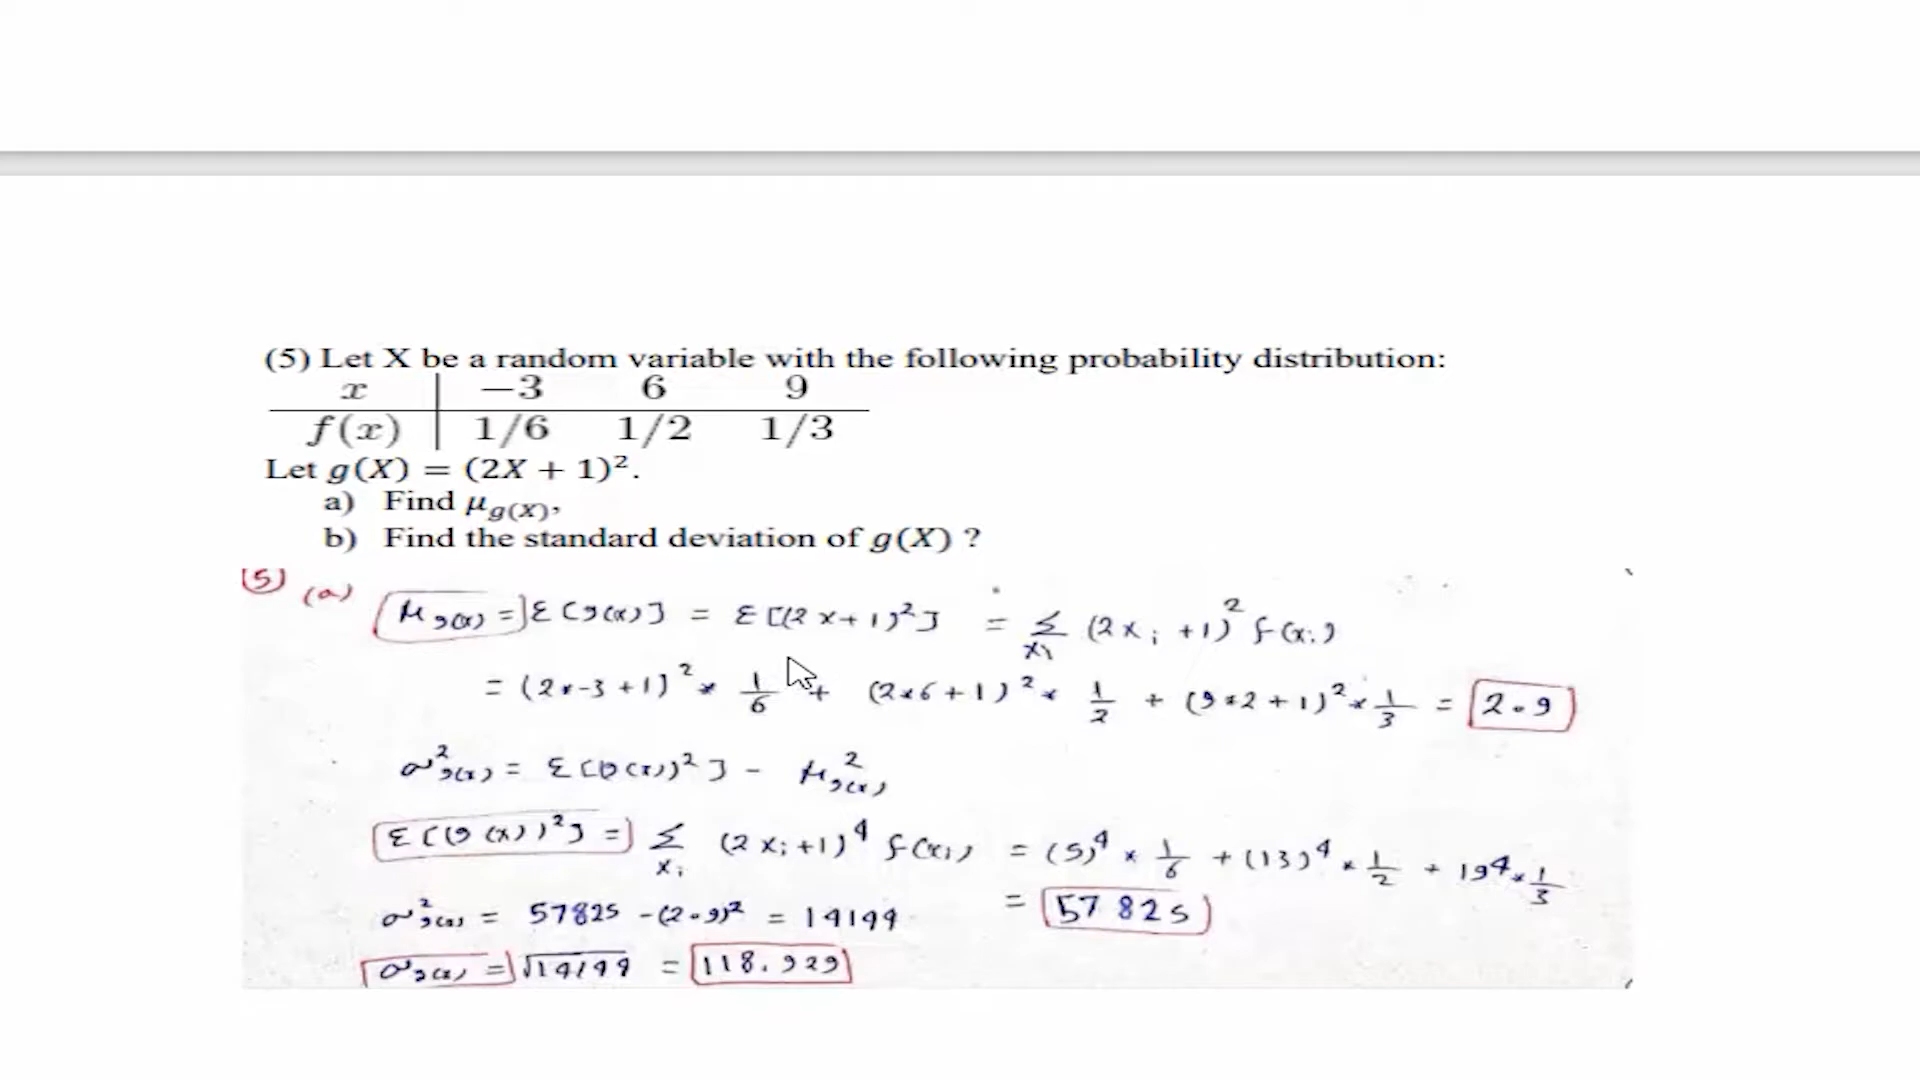 (5) Let X be a random variable with the following probability distribution:
x | −3 6 9
f(x) | 1/6 1/2 1/3
Let g(X) = (2X + 1)².
a) Find μg(X),
b) Find the standard deviation of g(X) ?
(5) (a) μg(x) = E[g(x)] = E[(2x+1)²] = Σxi (2xi +1)² f(xi)
= (2*-3+1)² * 1/6 + (2*6+1)² * 1/2 + (9*2+1)² * 1/3 = 209
σ²g(x) = E[(g(x))²] - μ²g(x)
E[(g(x))²] = Σxi (2xi+1)⁴ f(xi) = (5)⁴ * 1/6 + (13)⁴ * 1/2 + 19⁴ * 1/3
= 57825
σ²g(x) = 57825 - (209)² = 14144
σg(x) = √14144 = 118.929